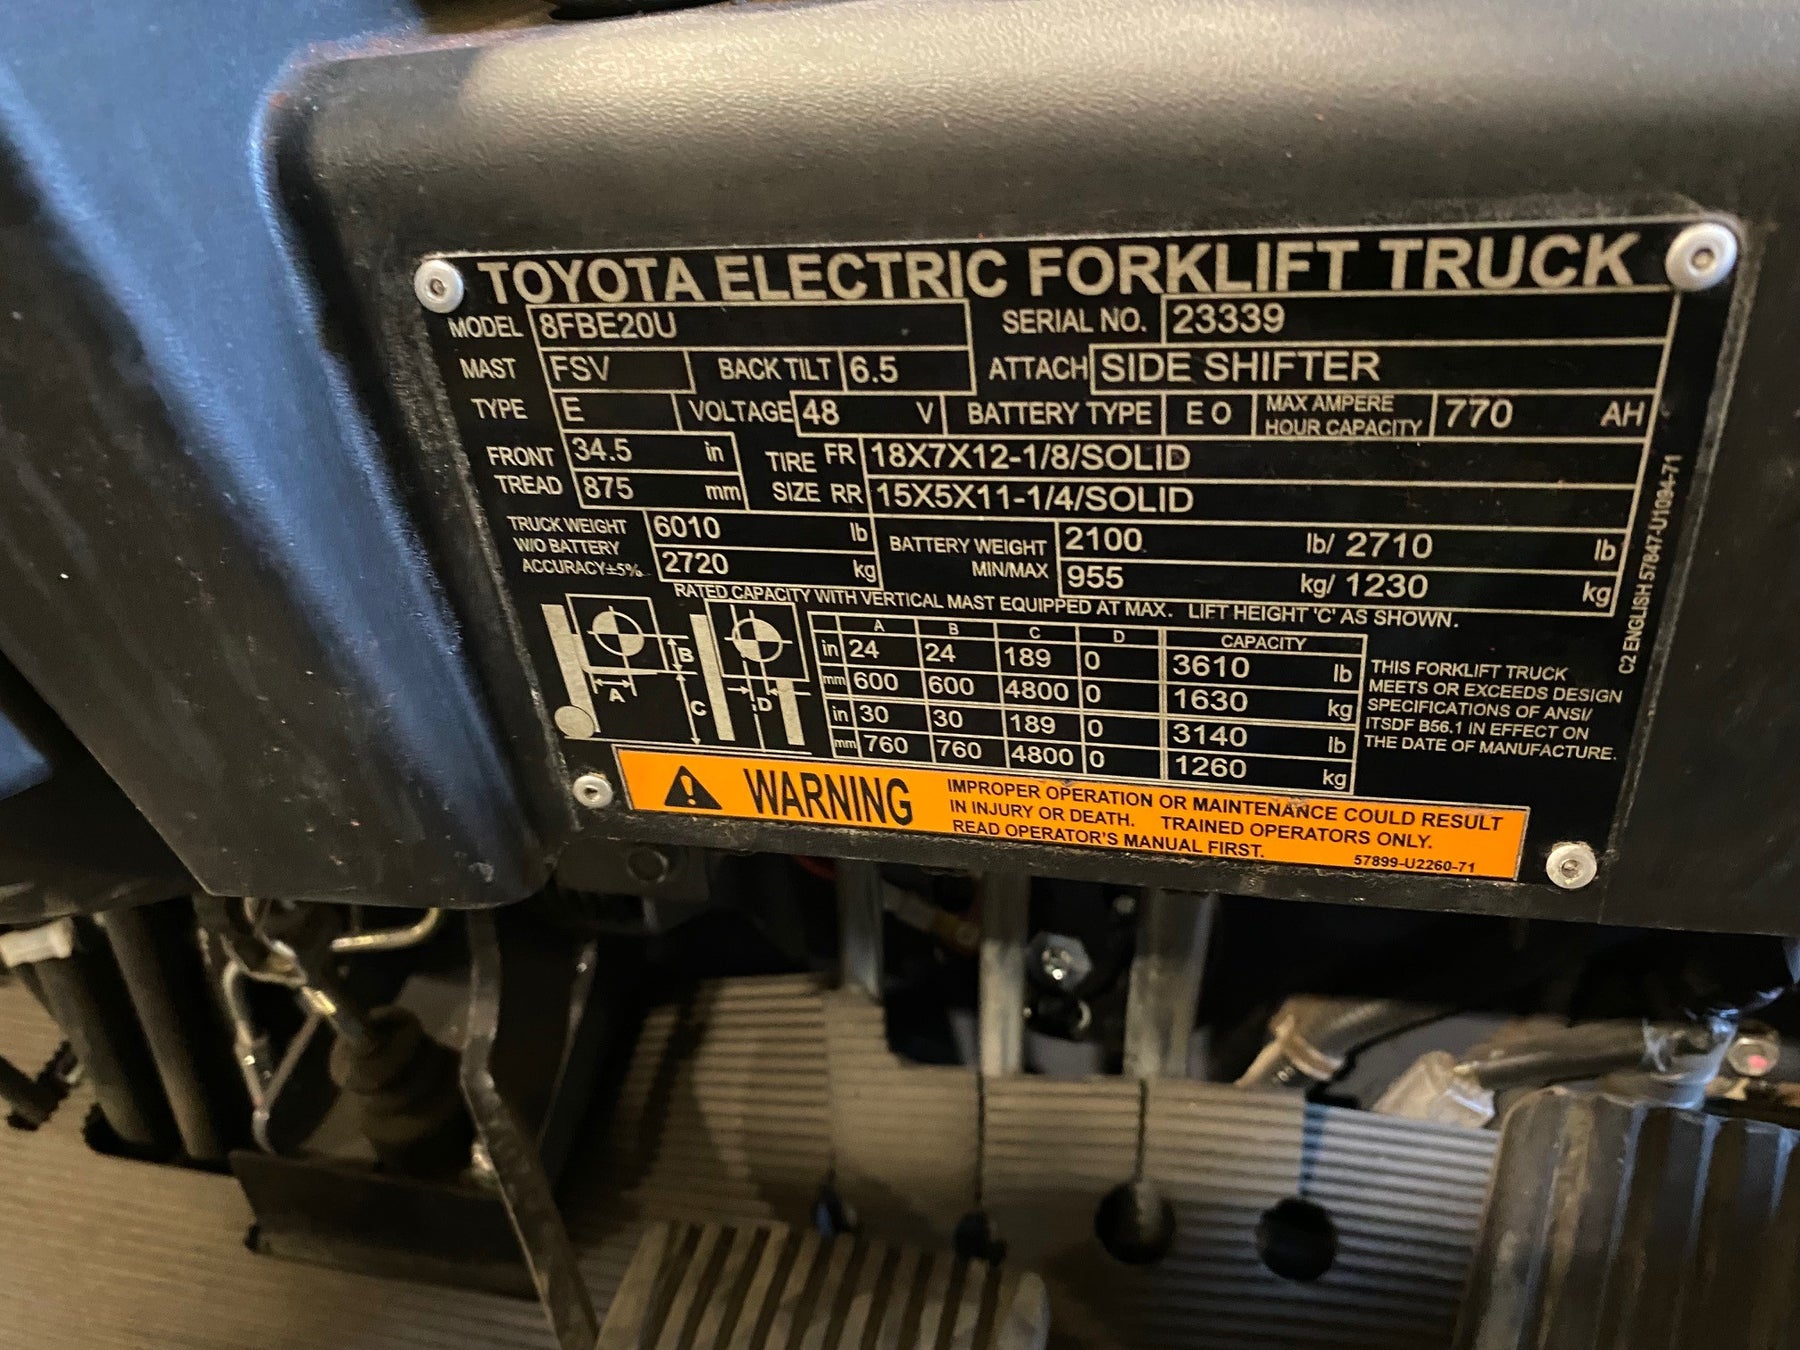 TOYOTA ELECTRIC FORKLIFT TRUCK
MODEL 8FBE20U SERIAL NO. 23339
MAST FSV BACK TILT 6.5 ATTACH SIDE SHIFTER
TYPE E VOLTAGE 48 V BATTERY TYPE E O MAX AMPERE HOUR CAPACITY 770 AH
FRONT TREAD 34.5 in TIRE SIZE FR 18X7X12-1/8/SOLID
875 mm RR 15X5X11-1/4/SOLID
TRUCK WEIGHT 6010 lb BATTERY WEIGHT 2100 lb/ 2710 lb
W/O BATTERY
ACCURACY±5% 2720 kg MIN/MAX 955 kg/ 1230 kg
RATED CAPACITY WITH VERTICAL MAST EQUIPPED AT MAX. LIFT HEIGHT 'C' AS SHOWN.
A B C D CAPACITY
in 24 24 189 0 3610 lb
mm 600 600 4800 0 1630 kg
in 30 30 189 0 3140 lb
mm 760 760 4800 0 1260 kg
B
A
C
D
THIS FORKLIFT TRUCK
MEETS OR EXCEEDS DESIGN
SPECIFICATIONS OF ANSI/
ITSDF B56.1 IN EFFECT ON
THE DATE OF MANUFACTURE.
C2 ENGLISH 57847-U1094-71
WARNING
IMPROPER OPERATION OR MAINTENANCE COULD RESULT
IN INJURY OR DEATH. TRAINED OPERATORS ONLY.
READ OPERATOR'S MANUAL FIRST.
57899-U2260-71